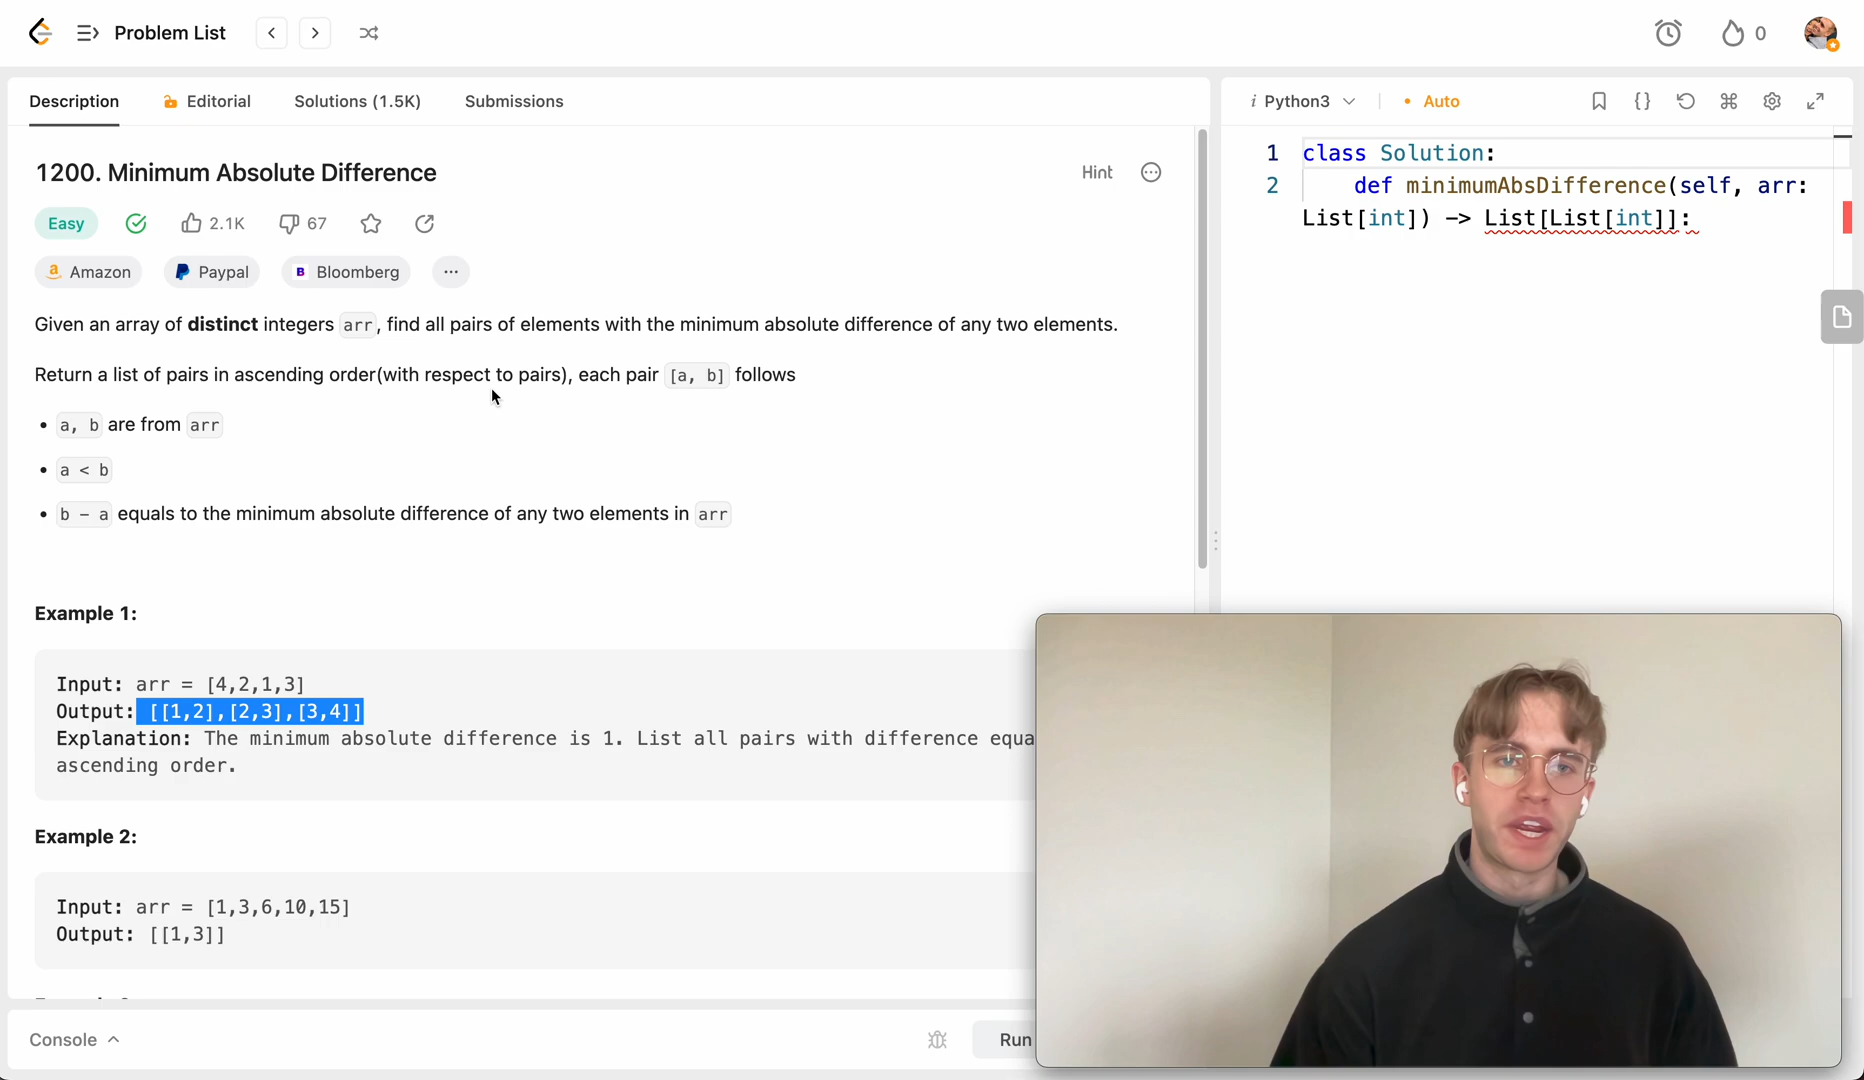 Problem List
0
Description
Editorial
Solutions (1.5K)
Submissions
1200. Minimum Absolute Difference
Hint
Easy
2.1K
67
Amazon
Paypal
Bloomberg
Given an array of distinct integers arr, find all pairs of elements with the minimum absolute difference of any two elements.
Return a list of pairs in ascending order(with respect to pairs), each pair [a, b] follows
• a, b are from arr
• a < b
• b - a equals to the minimum absolute difference of any two elements in arr
Example 1:
Input: arr = [4,2,1,3]
Output: [[1,2],[2,3],[3,4]]
Explanation: The minimum absolute difference is 1. List all pairs with difference equa
ascending order.
Example 2:
Input: arr = [1,3,6,10,15]
Output: [[1,3]]
Console
Run
i Python3
• Auto
1 class Solution:
2 def minimumAbsDifference(self, arr:
List[int]) -> List[List[int]]: